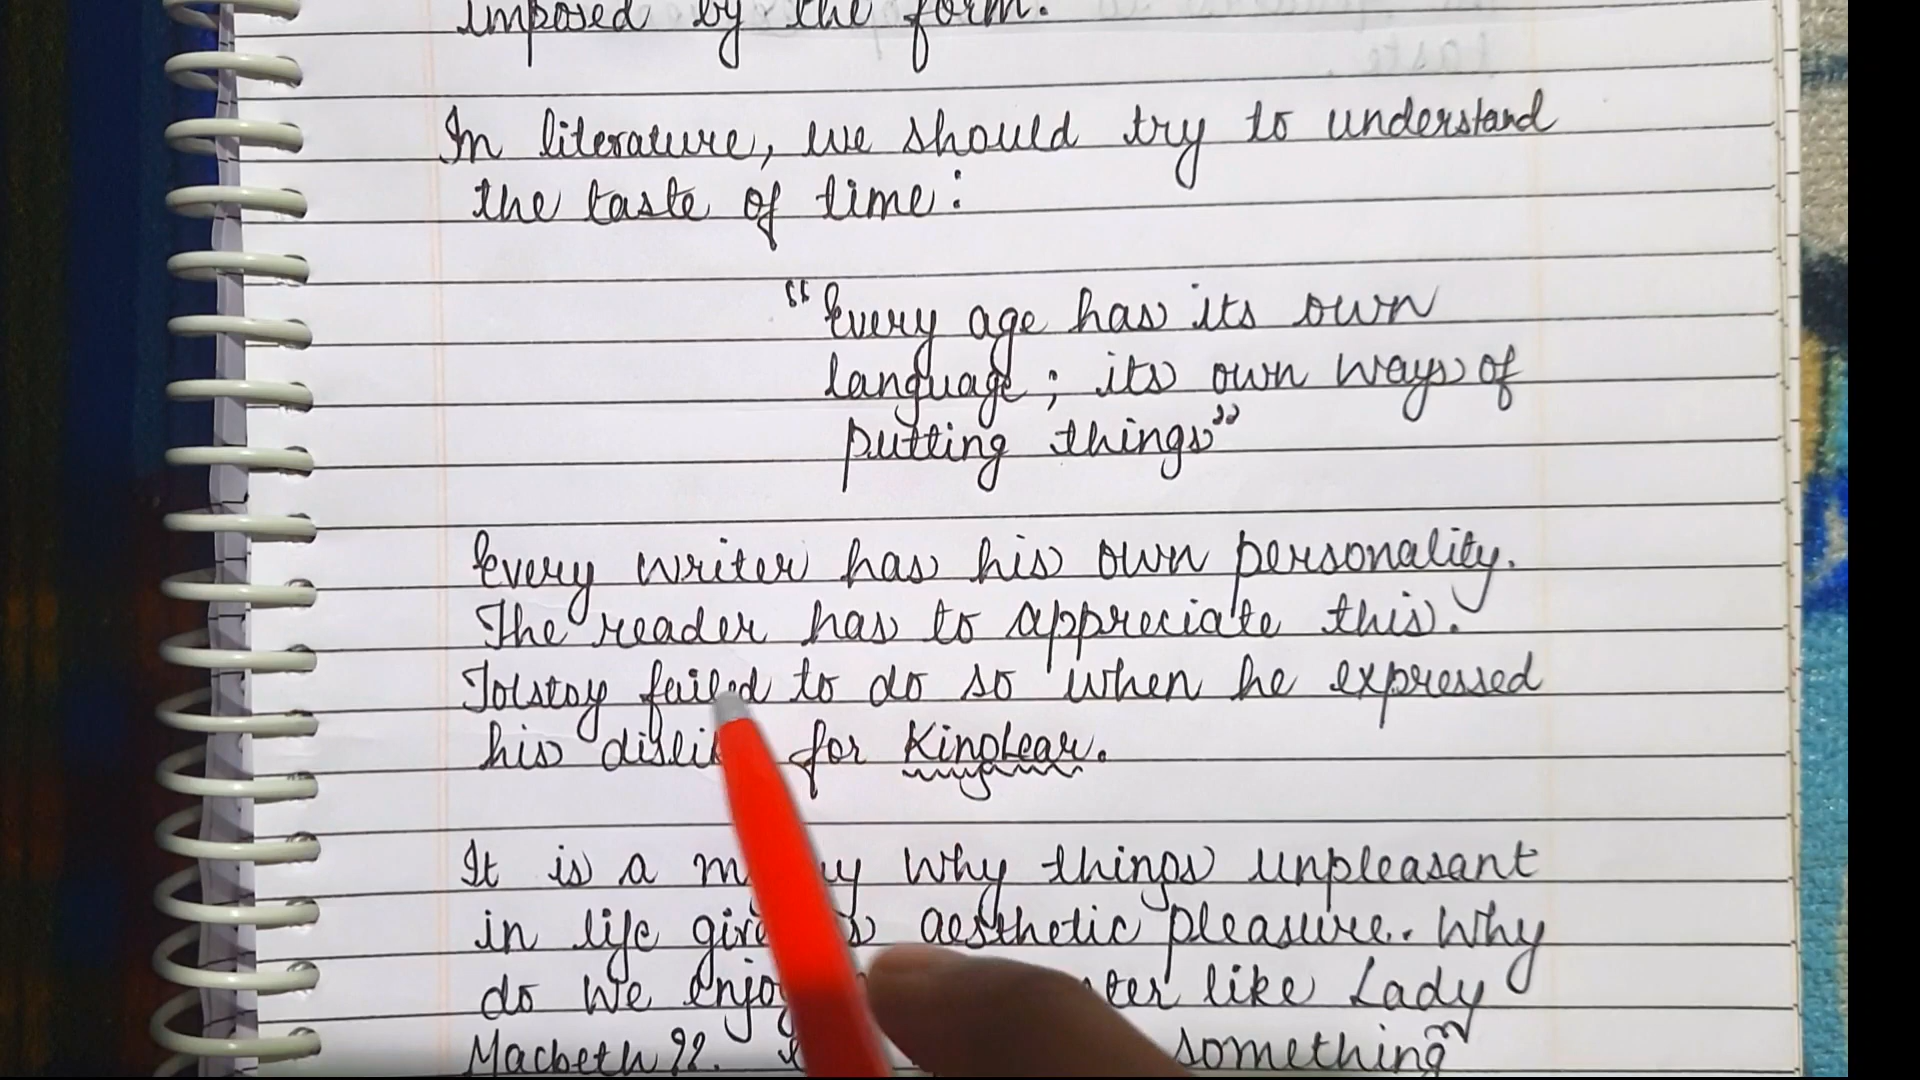 imposed by the form.
In literature, we should try to understand
the taste of time:
"Every age has its own
language; its own ways of
putting things"
Every writer has his own personality.
The reader has to appreciate this.
Tolstoy failed to do so when he expressed
his for KingLear.
It is a why things unpleasant
in life aesthetic pleasure. Why
do we enjoy like Lady
Macbeth??. something